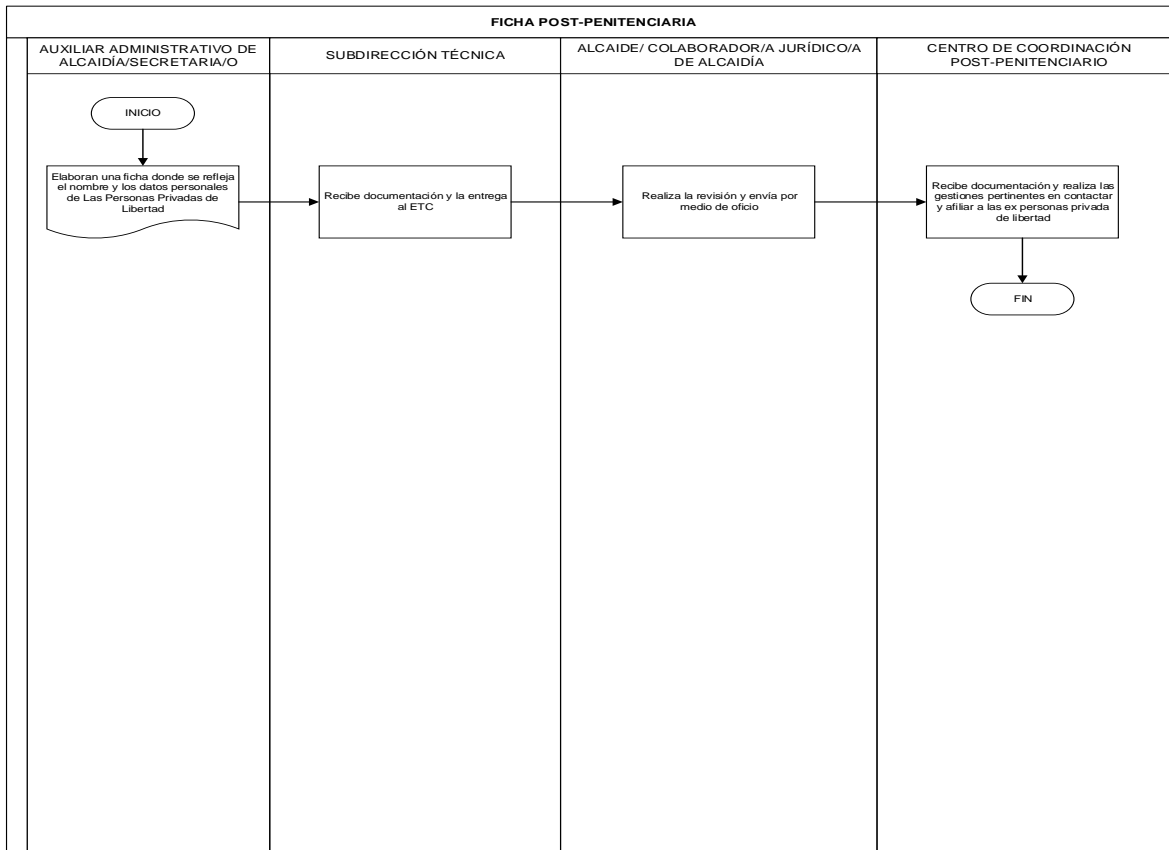 FICHA POST-PENITENCIARIA
AUXILIAR ADMINISTRATIVO DE
ALCAIDÍA/SECRETARIA/O
SUBDIRECCIÓN TÉCNICA
ALCAIDE/ COLABORADOR/A JURÍDICO/A
DE ALCAIDÍA
CENTRO DE COORDINACIÓN
POST-PENITENCIARIO
INICIO
Elaboran una ficha donde se refleja
el nombre y los datos personales
de Las Personas Privadas de
Libertad
Recibe documentación y la entrega
al ETC
Realiza la revisión y envía por
medio de oficio
Recibe documentación y realiza las
gestiones pertinentes en contactar
y afiliar a las ex personas privada
de libertad
FIN